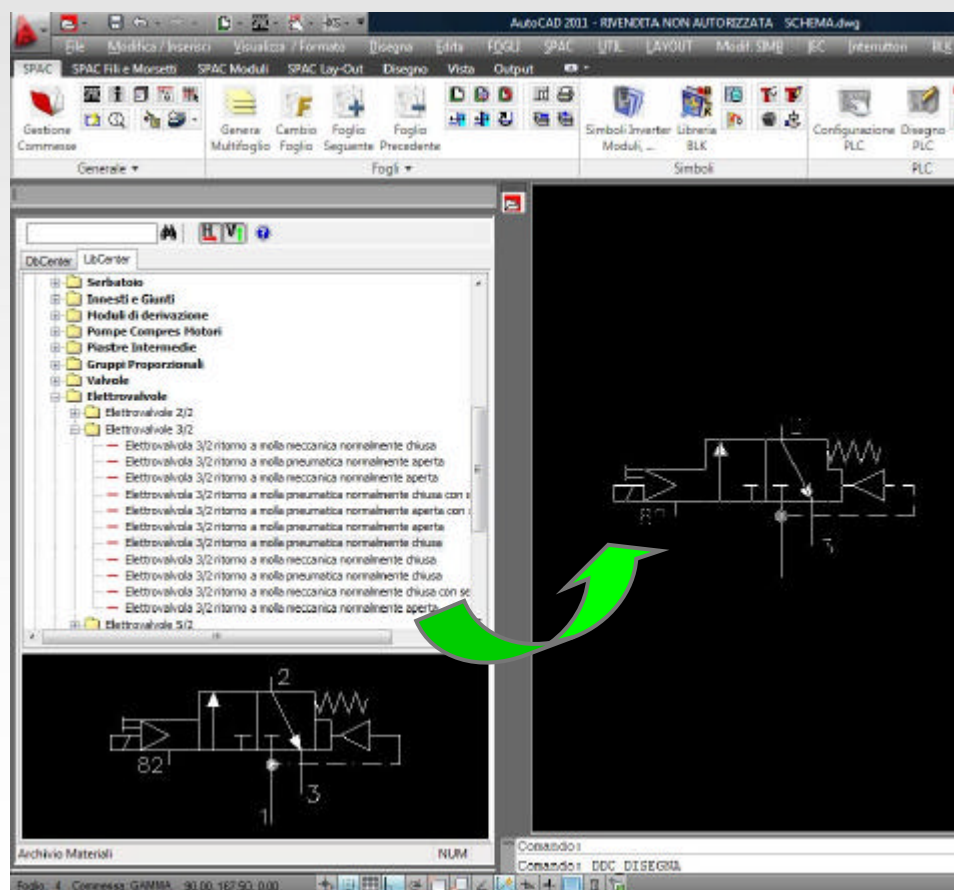 AutoCAD 2011 - RIVENDITA NON AUTORIZZATA SCHEMA.dwg
File Modifica / Inserisci Visualizza / Formato Disegna Edita FOGLI SPAC UTIL LAYOUT Modif. SIMB IEC Interruttori BLK
SPAC SPAC Fili e Morsetti SPAC Moduli SPAC Lay-Out Disegno Vista Output
Gestione Commesse
Genera Multifoglio
Cambio Foglio
Foglio Seguente
Foglio Precedente
Simboli Inverter Moduli, ...
Libreria BLK
Configurazione PLC
Disegno PLC
Generale Fogli Simboli PLC
H V
DbCenter LibCenter
Serbatoio
Innesti e Giunti
Moduli di derivazione
Pompe Compres Motori
Piastre Intermedie
Gruppi Proporzionali
Valvole
Elettrovalvole
Elettrovalvole 2/2
Elettrovalvole 3/2
Elettrovalvola 3/2 ritorno a molla meccanica normalmente chiusa
Elettrovalvola 3/2 ritorno a molla pneumatica normalmente aperta
Elettrovalvola 3/2 ritorno a molla meccanica normalmente aperta
Elettrovalvola 3/2 ritorno a molla pneumatica normalmente chiusa con s
Elettrovalvola 3/2 ritorno a molla pneumatica normalmente aperta con
Elettrovalvola 3/2 ritorno a molla pneumatica normalmente aperta
Elettrovalvola 3/2 ritorno a molla pneumatica normalmente chiusa
Elettrovalvola 3/2 ritorno a molla meccanica normalmente chiusa
Elettrovalvola 3/2 ritorno a molla pneumatica normalmente chiusa
Elettrovalvola 3/2 ritorno a molla meccanica normalmente chiusa con se
Elettrovalvola 3/2 ritorno a molla meccanica normalmente aperta
Elettrovalvole 5/2
2
82
3
1
3
Archivio Materiali NUM
Comando:
Comando: DDC_DISEGNA
Foglio: 4 Commessa: GAMMA